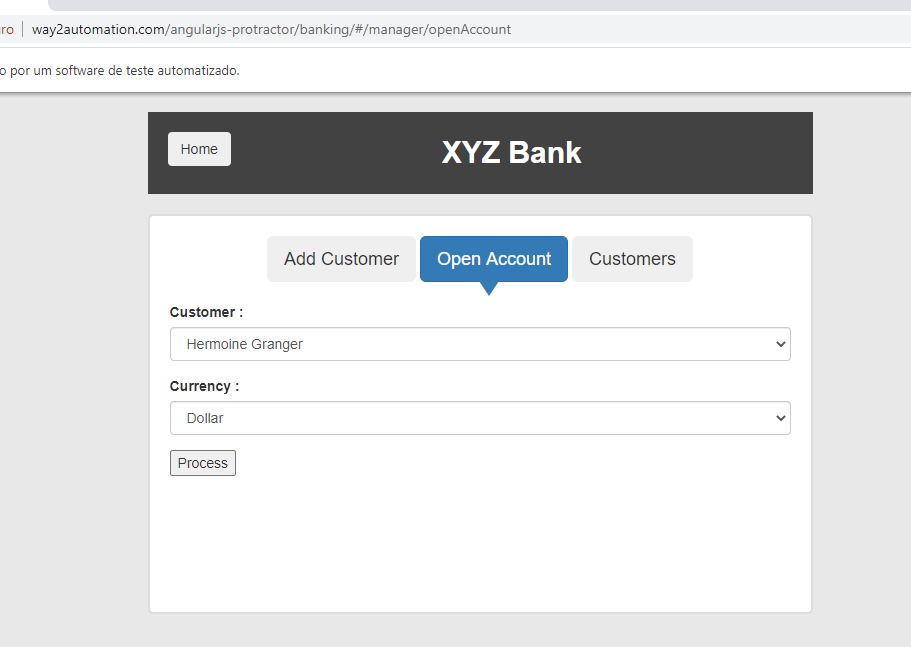 ro way2automation.com/angularjs-protractor/banking/#/manager/openAccount
o por um software de teste automatizado.
Home XYZ Bank
Add Customer Open Account Customers
Customer :
Hermoine Granger
Currency :
Dollar
Process